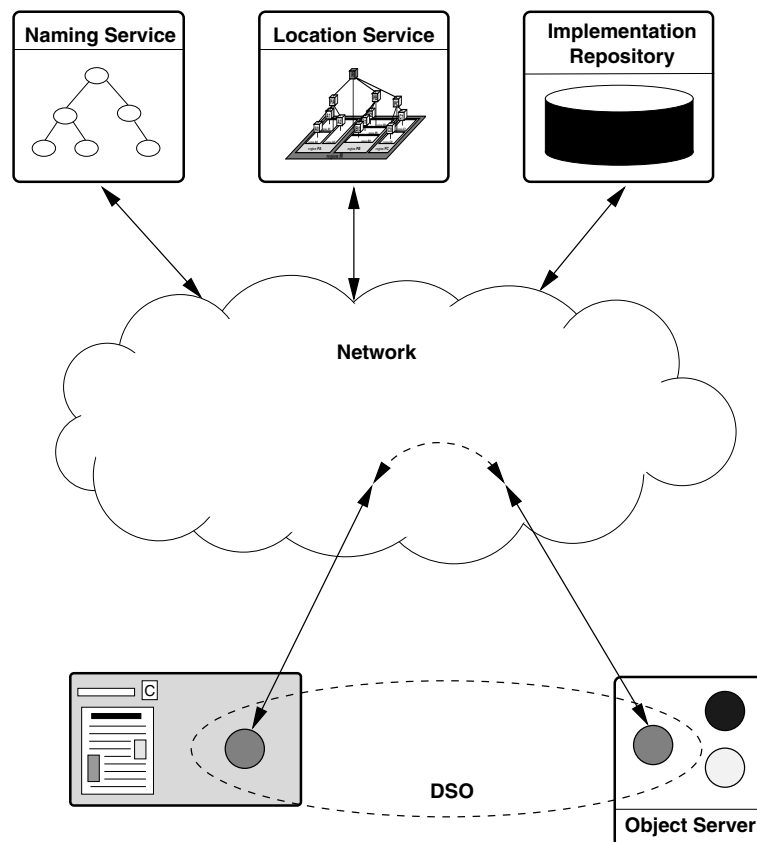 Naming Service
Location Service
Implementation
Repository
Network
C
DSO
Object Server